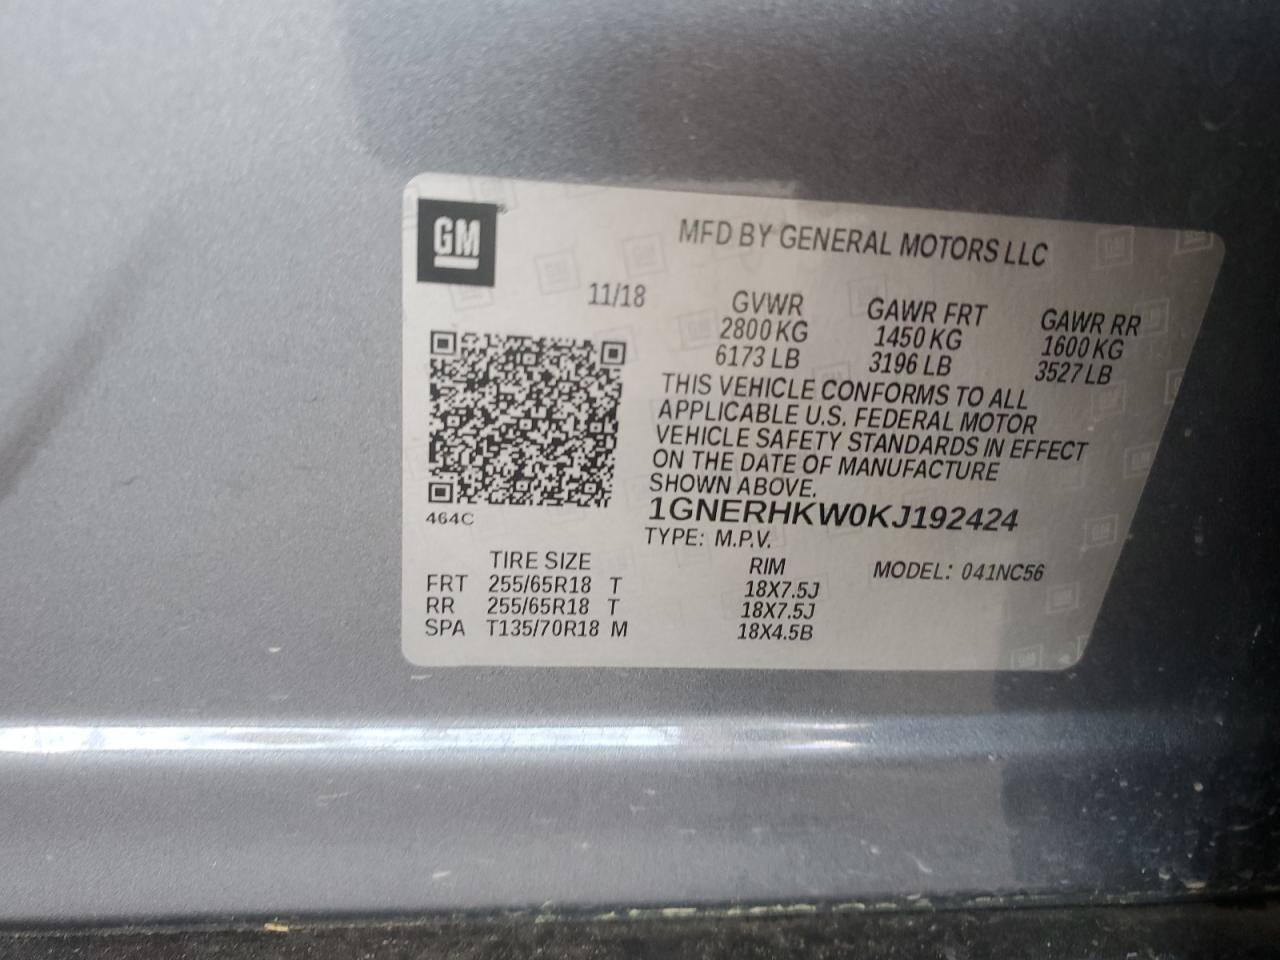 GM
MFD BY GENERAL MOTORS LLC
11/18
GVWR GAWR FRT GAWR RR
2800 KG 1450 KG 1600 KG
6173 LB 3196 LB 3527 LB
THIS VEHICLE CONFORMS TO ALL
APPLICABLE U.S. FEDERAL MOTOR
VEHICLE SAFETY STANDARDS IN EFFECT
ON THE DATE OF MANUFACTURE
SHOWN ABOVE.
464C
1GNERHKW0KJ192424
TYPE: M.P.V.
TIRE SIZE RIM MODEL: 041NC56
FRT 255/65R18 T 18X7.5J
RR 255/65R18 T 18X7.5J
SPA T135/70R18 M 18X4.5B